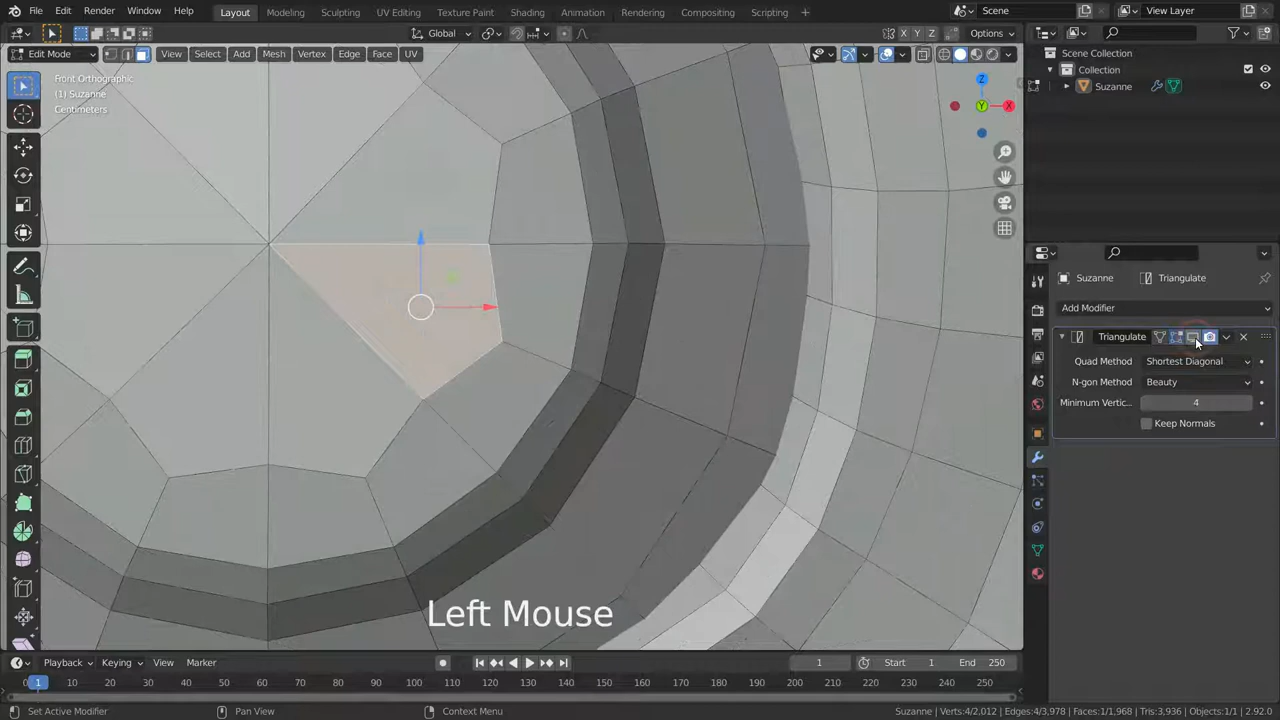 File Edit Render Window Help Layout Modeling Sculpting UV Editing Texture Paint Shading Animation Rendering Compositing Scripting + Scene View Layer
Global X Y Z Options
Edit Mode View Select Add Mesh Vertex Edge Face UV
Scene Collection
Collection
Suzanne
Front Orthographic
(1) Suzanne
Centimeters
Z
Y
X
Suzanne Triangulate
Add Modifier
Triangulate
Quad Method Shortest Diagonal
N-gon Method Beauty
Minimum Vertic... 4
Keep Normals
Left Mouse
Playback Keying View Marker 1 Start 1 End 250
0 1 10 20 30 40 50 60 70 80 90 100 110 120 130 140 150 160 170 180 190 200 210 220 230 240 250
Set Active Modifier Pan View Context Menu Suzanne | Verts:4/2,012 | Edges:4/3,978 | Faces:1/1,968 | Tris:3,936 | Objects:1/1 | 2.92.0